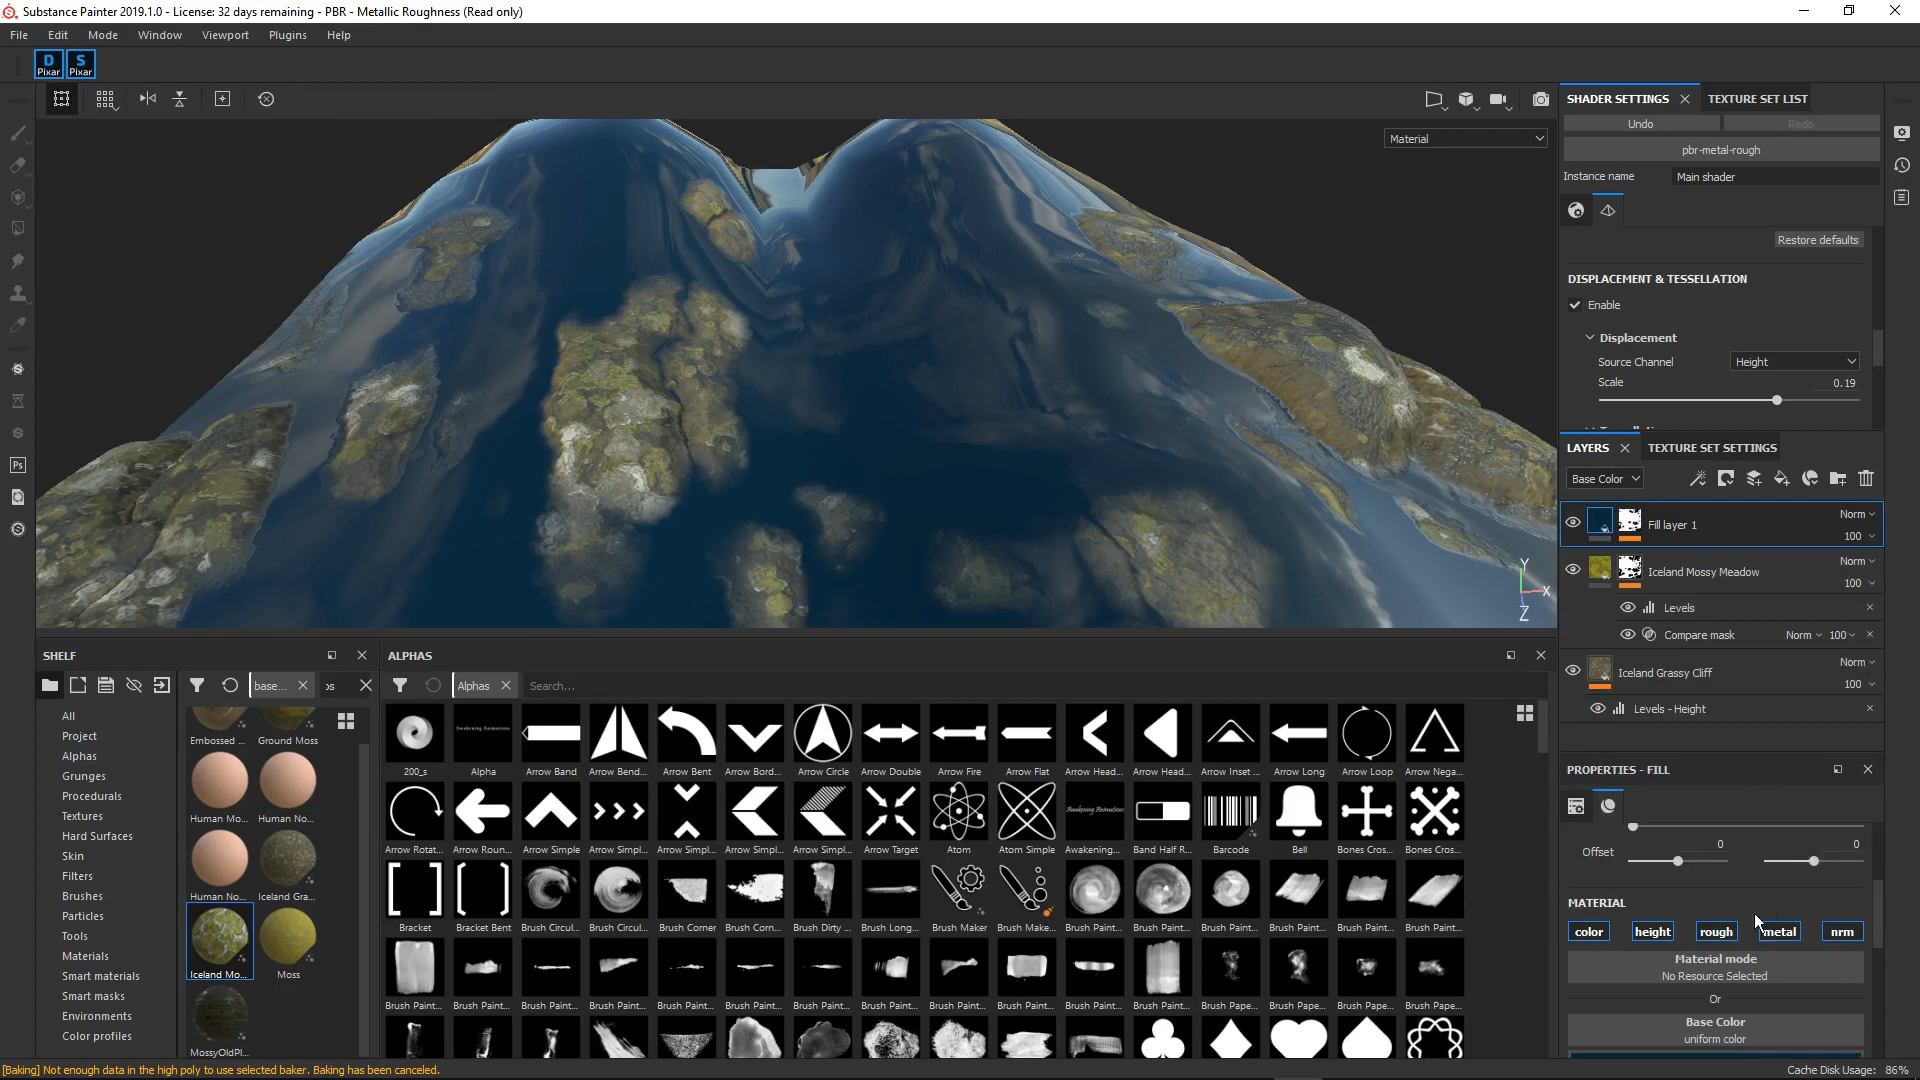 Substance Painter 2019.1.0 - License: 32 days remaining - PBR - Metallic Roughness (Read only)
File Edit Mode Window Viewport Plugins Help
D Pixar S Pixar
Material
SHADER SETTINGS TEXTURE SET LIST
Undo Redo
pbr-metal-rough
Instance name Main shader
Restore defaults
DISPLACEMENT & TESSELLATION
Enable
Displacement
Source Channel Height
Scale 0.19
LAYERS TEXTURE SET SETTINGS
Base Color
Fill layer 1 Norm 100
Iceland Mossy Meadow Norm 100
Levels
Compare mask Norm 100
Iceland Grassy Cliff Norm 100
Levels - Height
PROPERTIES - FILL
Offset 0 0
MATERIAL
color height rough metal nrm
Material mode
No Resource Selected
Or
Base Color
uniform color
Y
X
Z
Ps
SHELF
base...
All
Project
Alphas
Grunges
Procedurals
Textures
Hard Surfaces
Skin
Filters
Brushes
Particles
Tools
Materials
Smart materials
Smart masks
Environments
Color profiles
Embossed ... Ground Moss
Human Mo... Human No...
Human No... Iceland Gra...
Iceland Mo... Moss
MossyOldPl...
ALPHAS
Alphas Search...
200_s Alpha Arrow Band Arrow Bend... Arrow Bent Arrow Bord... Arrow Circle Arrow Double Arrow Fire Arrow Flat Arrow Head... Arrow Head... Arrow Inset ... Arrow Long Arrow Loop Arrow Nega...
Arrow Rotat... Arrow Roun... Arrow Simple Arrow Simpl... Arrow Simpl... Arrow Simpl... Arrow Simpl... Arrow Target Atom Atom Simple Awakening... Band Half R... Barcode Bell Bones Cros... Bones Cros...
Bracket Bracket Bent Brush Circul... Brush Circul... Brush Corner Brush Corn... Brush Dirty ... Brush Long... Brush Maker Brush Make... Brush Paint... Brush Paint... Brush Paint... Brush Paint... Brush Paint... Brush Paint...
Brush Paint... Brush Paint... Brush Paint... Brush Paint... Brush Paint... Brush Paint... Brush Paint... Brush Paint... Brush Paint... Brush Paint... Brush Paint... Brush Paint... Brush Pape... Brush Pape... Brush Pape... Brush Pape...
[Baking] Not enough data in the high poly to use selected baker. Baking has been canceled.
Cache Disk Usage: 86%